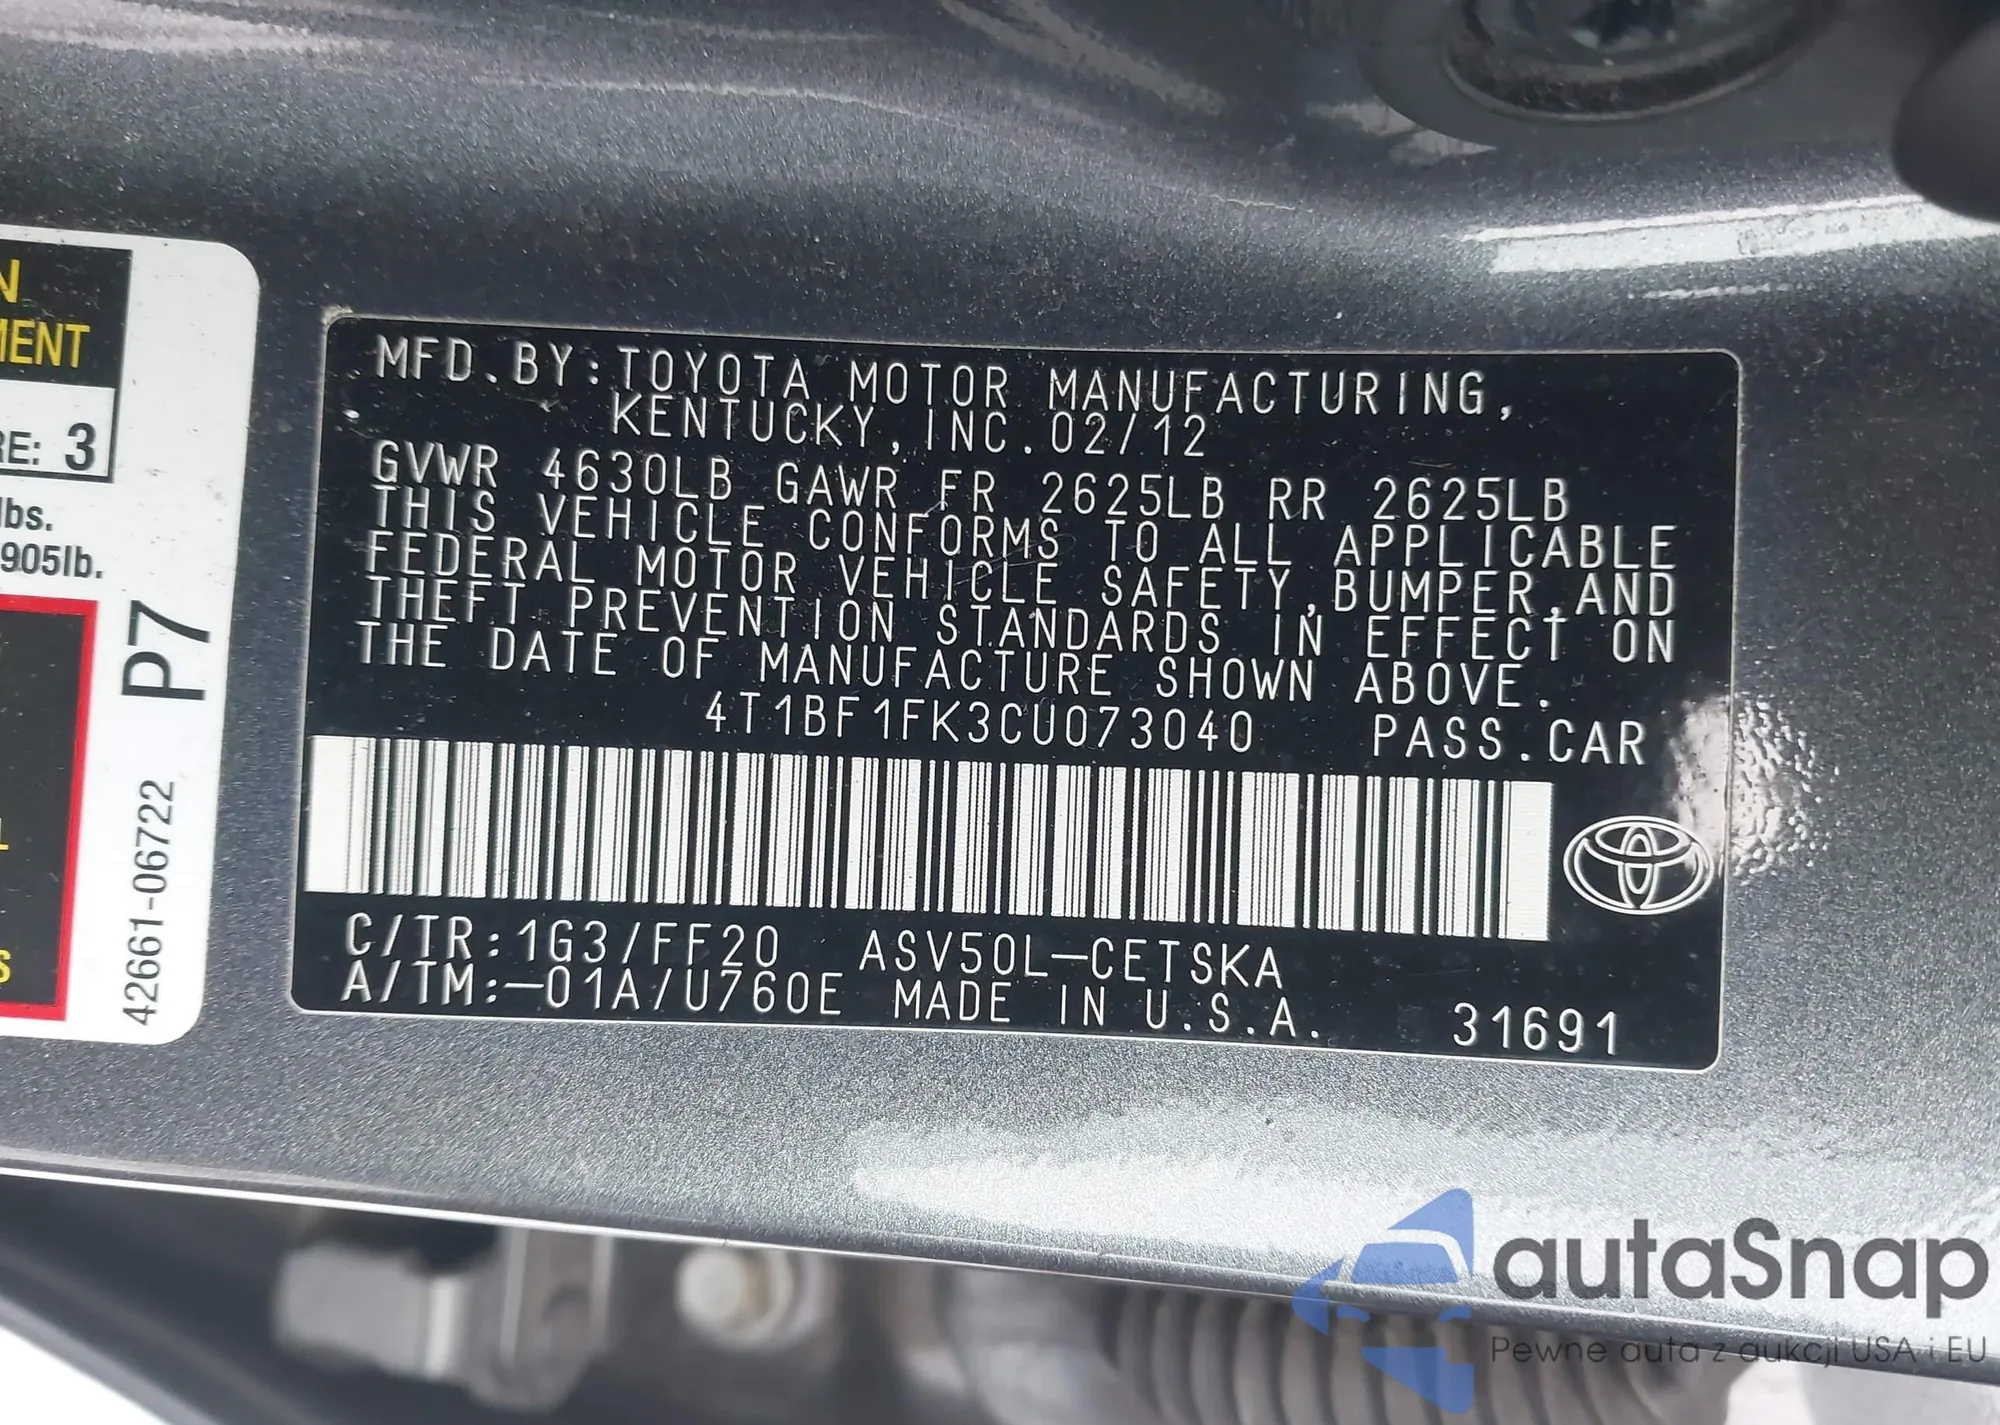 N
MENT
RE: 3
lbs.
905lb.
L
S
P7
42661-06722
MFD.BY:TOYOTA MOTOR MANUFACTURING,
KENTUCKY,INC.02/12
GVWR 4630LB GAWR FR 2625LB RR 2625LB
THIS VEHICLE CONFORMS TO ALL APPLICABLE
FEDERAL MOTOR VEHICLE SAFETY,BUMPER,AND
THEFT PREVENTION STANDARDS IN EFFECT ON
THE DATE OF MANUFACTURE SHOWN ABOVE.
4T1BF1FK3CU073040 PASS.CAR
C/TR:1G3/FF20 ASV50L-CETSKA
A/TM:-01A/U760E MADE IN U.S.A. 31691
autaSnap
Pewne auta z aukcji USA i EU